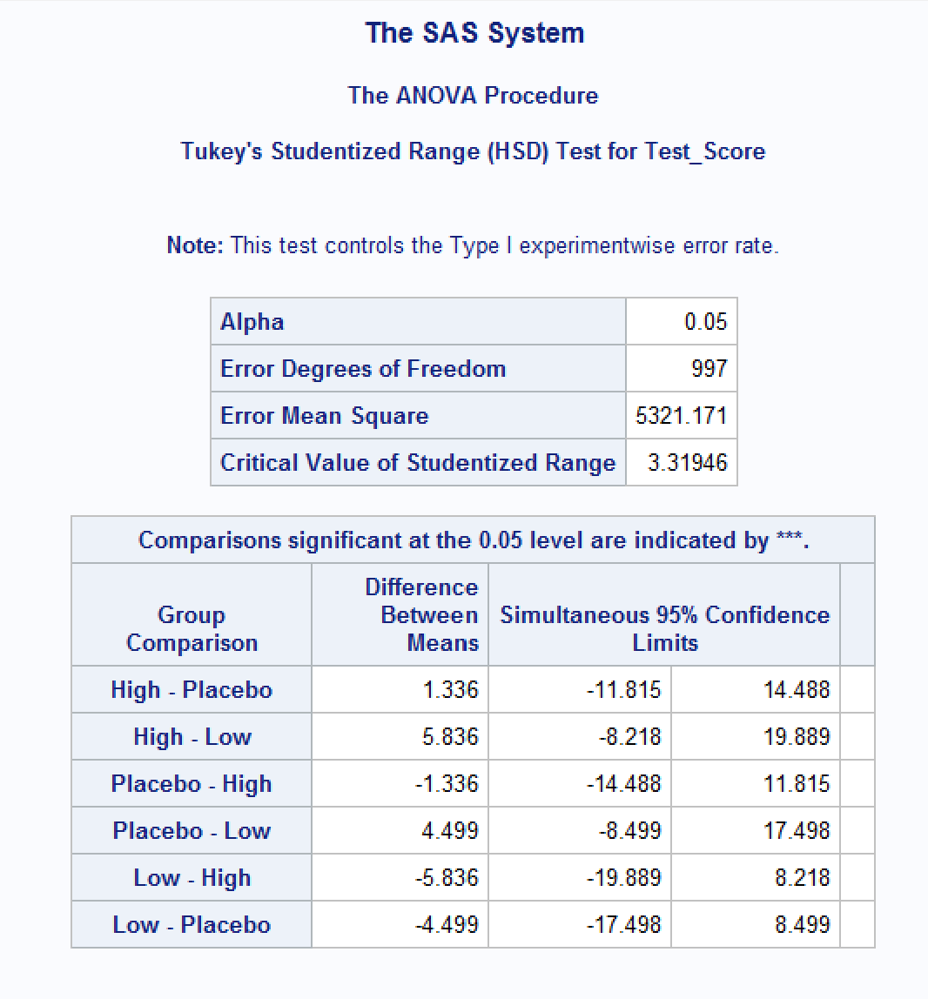 The SAS System
The ANOVA Procedure
Tukey's Studentized Range (HSD) Test for Test_Score
Note: This test controls the Type I experimentwise error rate.
Alpha 0.05
Error Degrees of Freedom 997
Error Mean Square 5321.171
Critical Value of Studentized Range 3.31946
Comparisons significant at the 0.05 level are indicated by ***.
Group
Comparison
Difference
Between
Means
Simultaneous 95% Confidence
Limits
High - Placebo 1.336 -11.815 14.488
High - Low 5.836 -8.218 19.889
Placebo - High -1.336 -14.488 11.815
Placebo - Low 4.499 -8.499 17.498
Low - High -5.836 -19.889 8.218
Low - Placebo -4.499 -17.498 8.499